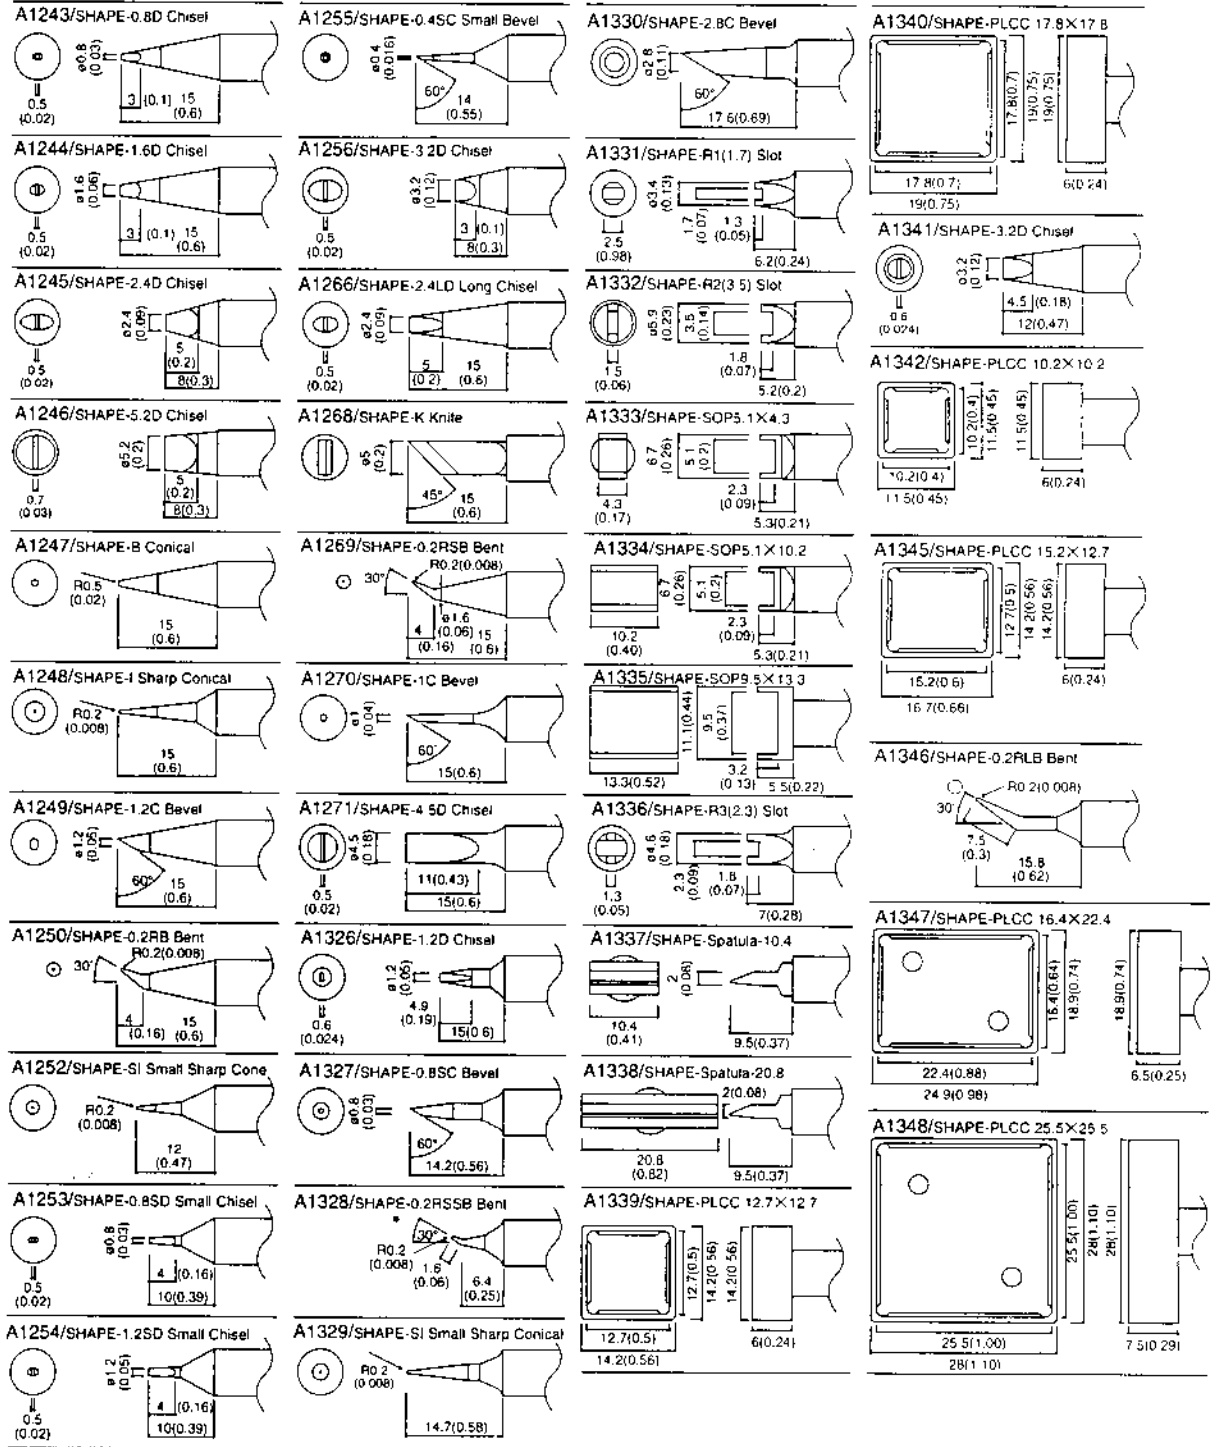 A1243/SHAPE-0.8D Chisel
ø0.8
(0.03)
0.5
(0.02)
3 (0.1) 15
(0.6)
A1244/SHAPE-1.6D Chisel
ø1.6
(0.06)
0.5
(0.02)
3 (0.1) 15
(0.6)
A1245/SHAPE-2.4D Chisel
ø2.4
(0.09)
0.5
(0.02)
5
(0.2)
8(0.3)
A1246/SHAPE-5.2D Chisel
ø5.2
(0.2)
0.7
(0.03)
5
(0.2)
8(0.3)
A1247/SHAPE-B Conical
R0.5
(0.02)
15
(0.6)
A1248/SHAPE-I Sharp Conical
R0.2
(0.008)
15
(0.6)
A1249/SHAPE-1.2C Bevel
ø1.2
(0.05)
60° 15
(0.6)
A1250/SHAPE-0.2RB Bent
R0.2(0.008)
30°
4
(0.16)
15
(0.6)
A1252/SHAPE-SI Small Sharp Cone
R0.2
(0.008)
12
(0.47)
A1253/SHAPE-0.8SD Small Chisel
ø0.8
(0.03)
0.5
(0.02)
4 (0.16)
10(0.39)
A1254/SHAPE-1.2SD Small Chisel
ø1.2
(0.05)
0.5
(0.02)
4 (0.16)
10(0.39)
A1255/SHAPE-0.4SC Small Bevel
ø0.4
(0.016)
60°
14
(0.55)
A1256/SHAPE-3.2D Chisel
ø3.2
(0.12)
0.5
(0.02)
3 (0.1)
8(0.3)
A1266/SHAPE-2.4LD Long Chisel
ø2.4
(0.09)
0.5
(0.02)
5
(0.2)
15
(0.6)
A1268/SHAPE-K Knife
ø5
(0.2)
45° 15
(0.6)
A1269/SHAPE-0.2RSB Bent
R0.2(0.008)
30°
ø1.6
(0.06)
4
(0.16)
15
(0.6)
A1270/SHAPE-1C Bevel
ø1
(0.04)
60°
15(0.6)
A1271/SHAPE-4.5D Chisel
ø4.5
(0.18)
0.5
(0.02)
11(0.43)
15(0.6)
A1326/SHAPE-1.2D Chisel
ø1.2
(0.05)
0.6
(0.024)
4.9
(0.19)
15(0.6)
A1327/SHAPE-0.8SC Bevel
ø0.8
(0.03)
60°
14.2(0.56)
A1328/SHAPE-0.2RSSB Bent
30°
R0.2
(0.008)
1.6
(0.06)
6.4
(0.25)
A1329/SHAPE-SI Small Sharp Conical
R0.2
(0.008)
14.7(0.58)
A1330/SHAPE-2.8C Bevel
ø2.8
(0.11)
60°
17.6(0.69)
A1331/SHAPE-R1(1.7) Slot
ø3.4
(0.13)
1.7
(0.07)
1.3
(0.05)
2.5
(0.98)
6.2(0.24)
A1332/SHAPE-R2(3.5) Slot
ø5.9
(0.23)
3.5
(0.14)
1.8
(0.07)
1.5
(0.06)
5.2(0.2)
A1333/SHAPE-SOP5.1×4.3
6.7
(0.26)
5.1
(0.2)
2.3
(0.09)
4.3
(0.17)
5.3(0.21)
A1334/SHAPE-SOP5.1×10.2
6.7
(0.26)
5.1
(0.2)
10.2
(0.40)
2.3
(0.09)
5.3(0.21)
A1335/SHAPE-SOP9.5×13.3
11.1(0.44)
9.5
(0.37)
13.3(0.52)
3.2
(0.13)
5.5(0.22)
A1336/SHAPE-R3(2.3) Slot
ø4.6
(0.18)
2.3
(0.09)
1.8
(0.07)
1.3
(0.05)
7(0.28)
A1337/SHAPE-Spatula-10.4
2
(0.08)
10.4
(0.41)
9.5(0.37)
A1338/SHAPE-Spatula-20.8
2(0.08)
20.8
(0.82)
9.5(0.37)
A1339/SHAPE-PLCC 12.7×12.7
12.7(0.5)
14.2(0.56)
14.2(0.56)
12.7(0.5)
14.2(0.56)
6(0.24)
A1340/SHAPE-PLCC 17.8×17.8
17.8(0.7)
19(0.75)
19(0.75)
17.8(0.7)
19(0.75)
6(0.24)
A1341/SHAPE-3.2D Chisel
ø3.2
(0.12)
0.6
(0.024)
4.5 (0.18)
12(0.47)
A1342/SHAPE-PLCC 10.2×10.2
10.2(0.4)
11.5(0.45)
11.5(0.45)
10.2(0.4)
11.5(0.45)
6(0.24)
A1345/SHAPE-PLCC 15.2×12.7
12.7(0.5)
14.2(0.56)
14.2(0.56)
15.2(0.6)
16.7(0.66)
6(0.24)
A1346/SHAPE-0.2RLB Bent
R0.2(0.008)
30°
7.5
(0.3)
15.8
(0.62)
A1347/SHAPE-PLCC 16.4×22.4
16.4(0.64)
18.9(0.74)
18.9(0.74)
22.4(0.88)
24.9(0.98)
6.5(0.25)
A1348/SHAPE-PLCC 25.5×25.5
25.5(1.00)
28(1.10)
28(1.10)
25.5(1.00)
28(1.10)
7.5(0.29)